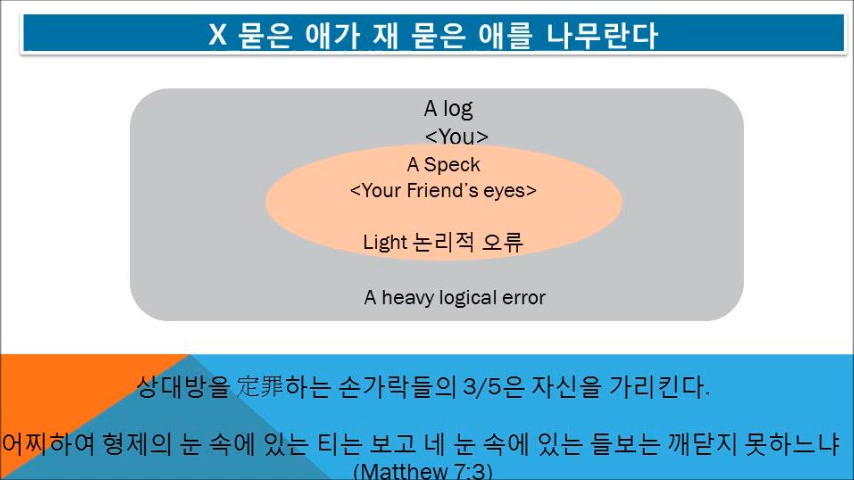 X 묻은 애가 재 묻은 애를 나무란다
A log
<You>
A Speck
<Your Friend’s eyes>
Light 논리적 오류
A heavy logical error
상대방을 定罪하는 손가락들의 3/5은 자신을 가리킨다.
어찌하여 형제의 눈 속에 있는 티는 보고 네 눈 속에 있는 들보는 깨닫지 못하느냐
(Matthew 7:3)